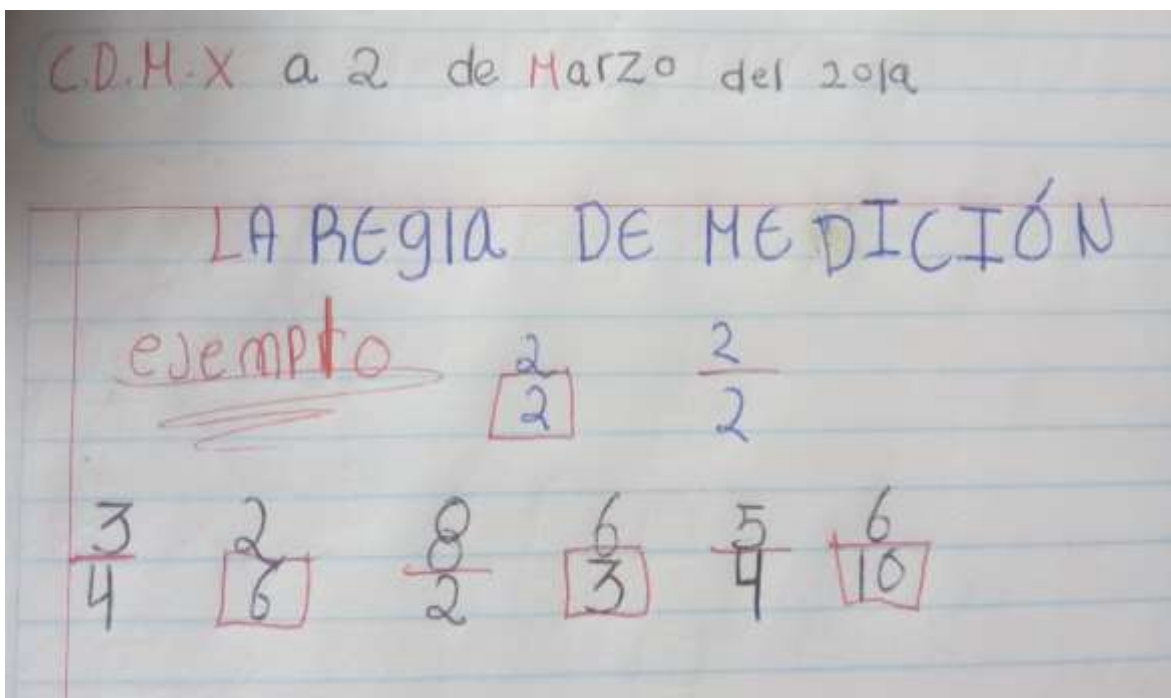 C.D.M.X a 2 de Marzo del 2019
LA REglA DE MEDICIÓN
ejemplo 2/2 2/2
3/4 2/6 8/2 6/3 5/4 6/10